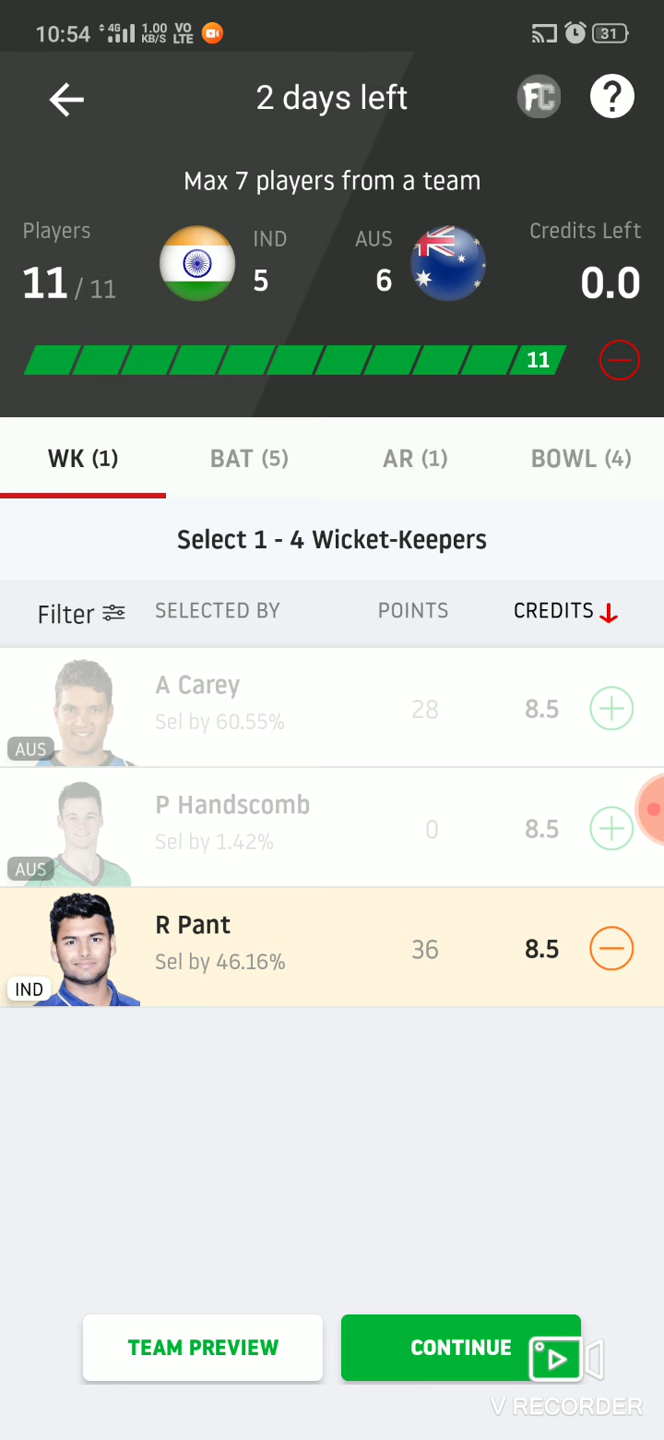 10:54 4G 1.00 KB/S VO LTE 31
2 days left FC ?
Max 7 players from a team
Players IND AUS Credits Left
11 / 11 5 6 0.0
11
WK (1) BAT (5) AR (1) BOWL (4)
Select 1 - 4 Wicket-Keepers
Filter SELECTED BY POINTS CREDITS
A Carey
Sel by 60.55% 28 8.5
AUS
P Handscomb
Sel by 1.42% 0 8.5
AUS
R Pant
Sel by 46.16% 36 8.5
IND
TEAM PREVIEW CONTINUE
V RECORDER